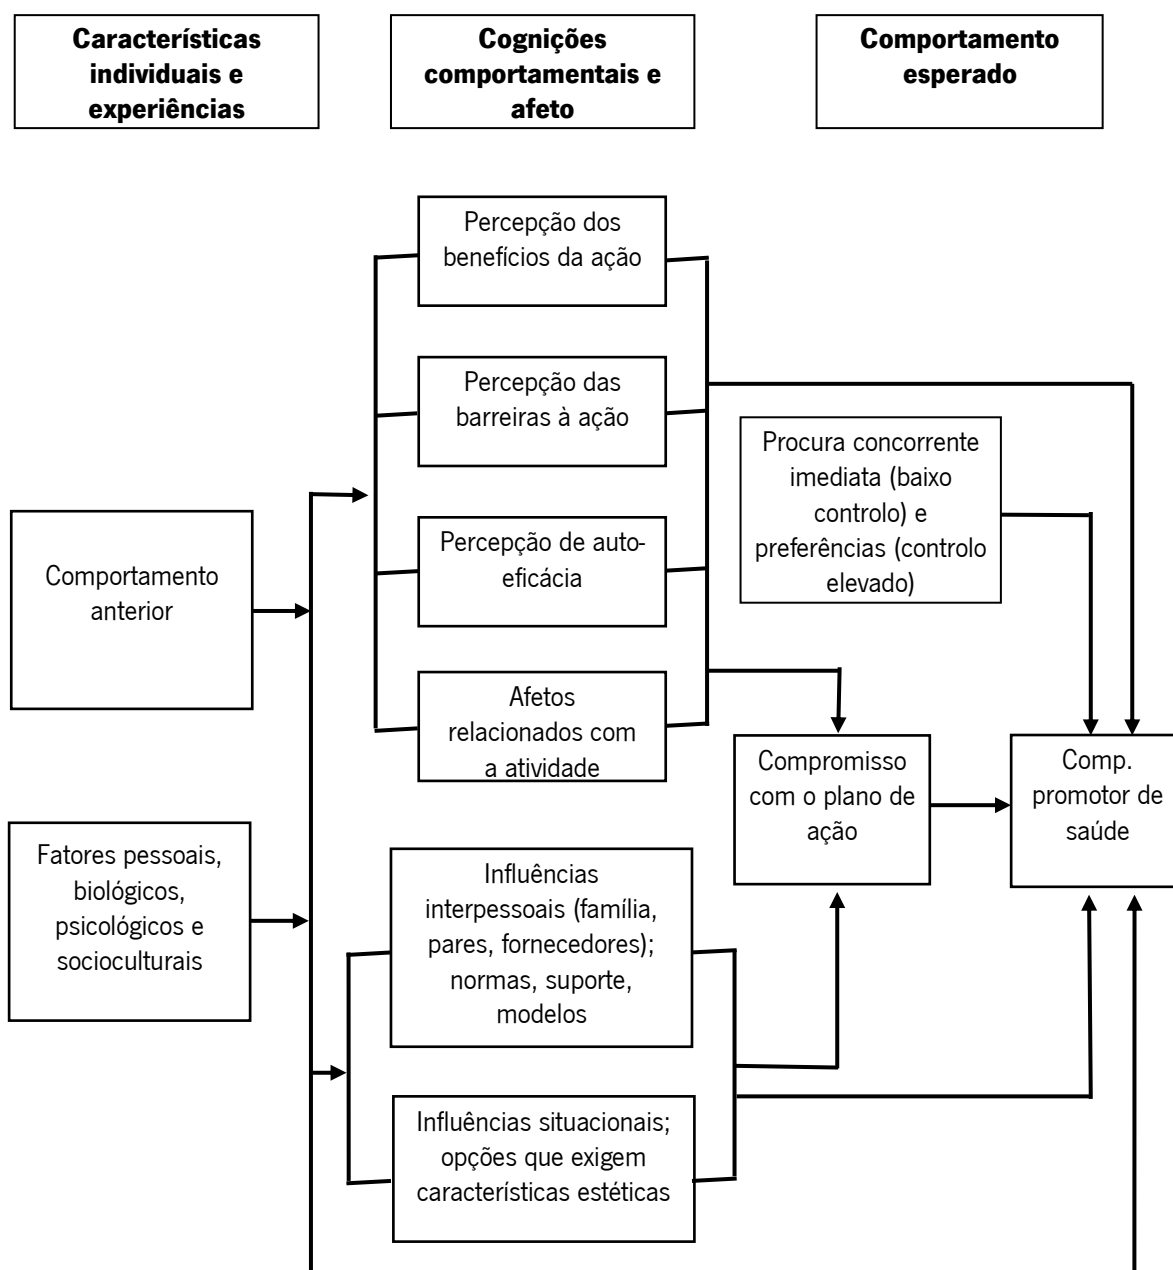 Características
individuais e
experiências
Cognições
comportamentais e
afeto
Comportamento
esperado
Percepção dos
benefícios da ação
Percepção das
barreiras à ação
Procura concorrente
imediata (baixo
controlo) e
preferências (controlo
elevado)
Comportamento
anterior
Percepção de auto-
eficácia
Afetos
relacionados com
a atividade
Compromisso
com o plano de
ação
Comp.
promotor de
saúde
Fatores pessoais,
biológicos,
psicológicos e
socioculturais
Influências
interpessoais (família,
pares, fornecedores);
normas, suporte,
modelos
Influências situacionais;
opções que exigem
características estéticas